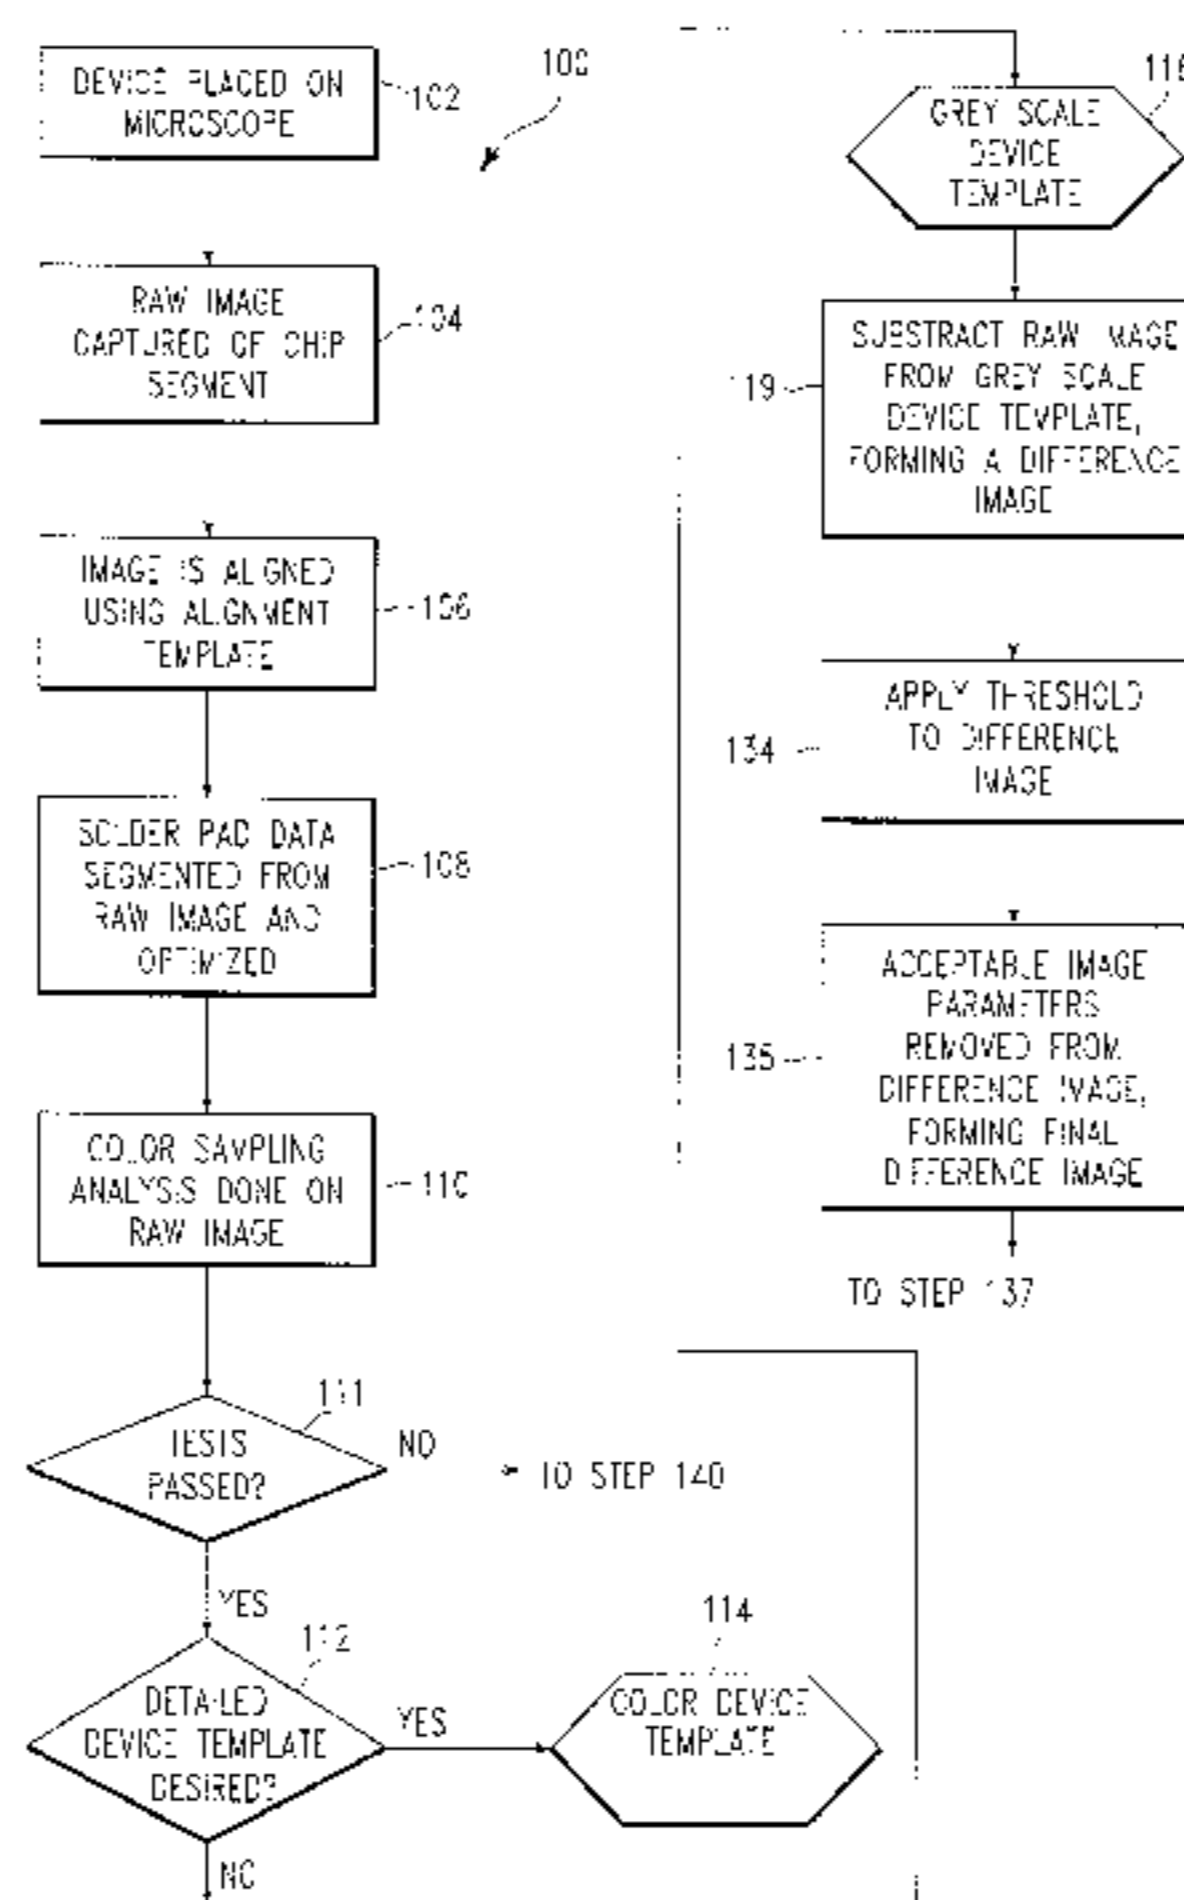 100
DEVICE PLACED ON
MICROSCOPE
102
RAW IMAGE
CAPTURED OF CHIP
SEGMENT
104
IMAGE IS ALIGNED
USING ALIGNMENT
TEMPLATE
106
SOLDER PAD DATA
SEGMENTED FROM
RAW IMAGE AND
OPTIMIZED
108
COLOR SAMPLING
ANALYSIS DONE ON
RAW IMAGE
110
111
TESTS
PASSED?
NO
TO STEP 140
YES
112
DETAILED
DEVICE TEMPLATE
DESIRED?
YES
NO
114
COLOR DEVICE
TEMPLATE
GREY SCALE
DEVICE
TEMPLATE
SUBSTRACT RAW IMAGE
FROM GREY SCALE
DEVICE TEMPLATE,
FORMING A DIFFERENCE
IMAGE
119
APPLY THRESHOLD
TO DIFFERENCE
IMAGE
134
ACCEPTABLE IMAGE
PARAMETERS
REMOVED FROM
DIFFERENCE IMAGE,
FORMING FINAL
DIFFERENCE IMAGE
TO STEP 137